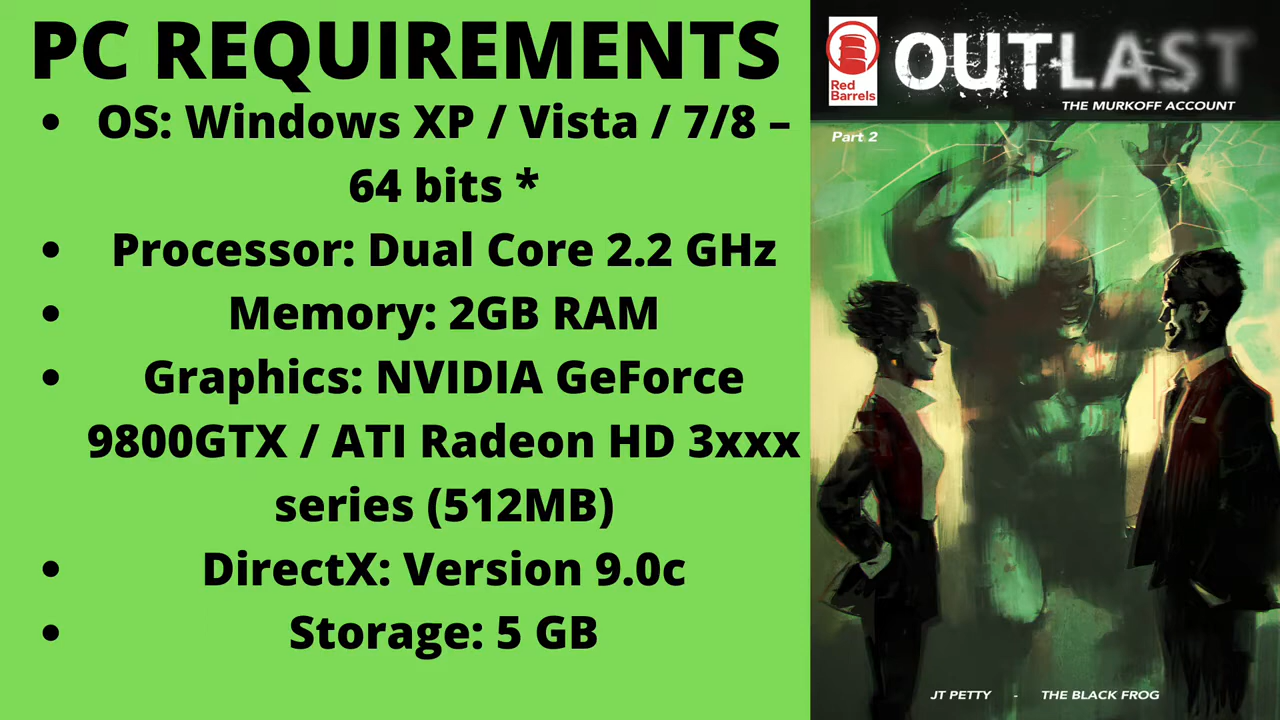 PC REQUIREMENTS
• OS: Windows XP / Vista / 7/8 –
64 bits *
• Processor: Dual Core 2.2 GHz
• Memory: 2GB RAM
• Graphics: NVIDIA GeForce
9800GTX / ATI Radeon HD 3xxx
series (512MB)
• DirectX: Version 9.0c
• Storage: 5 GB
Red
Barrels
OUTLAST
THE MURKOFF ACCOUNT
Part 2
JT PETTY - THE BLACK FROG